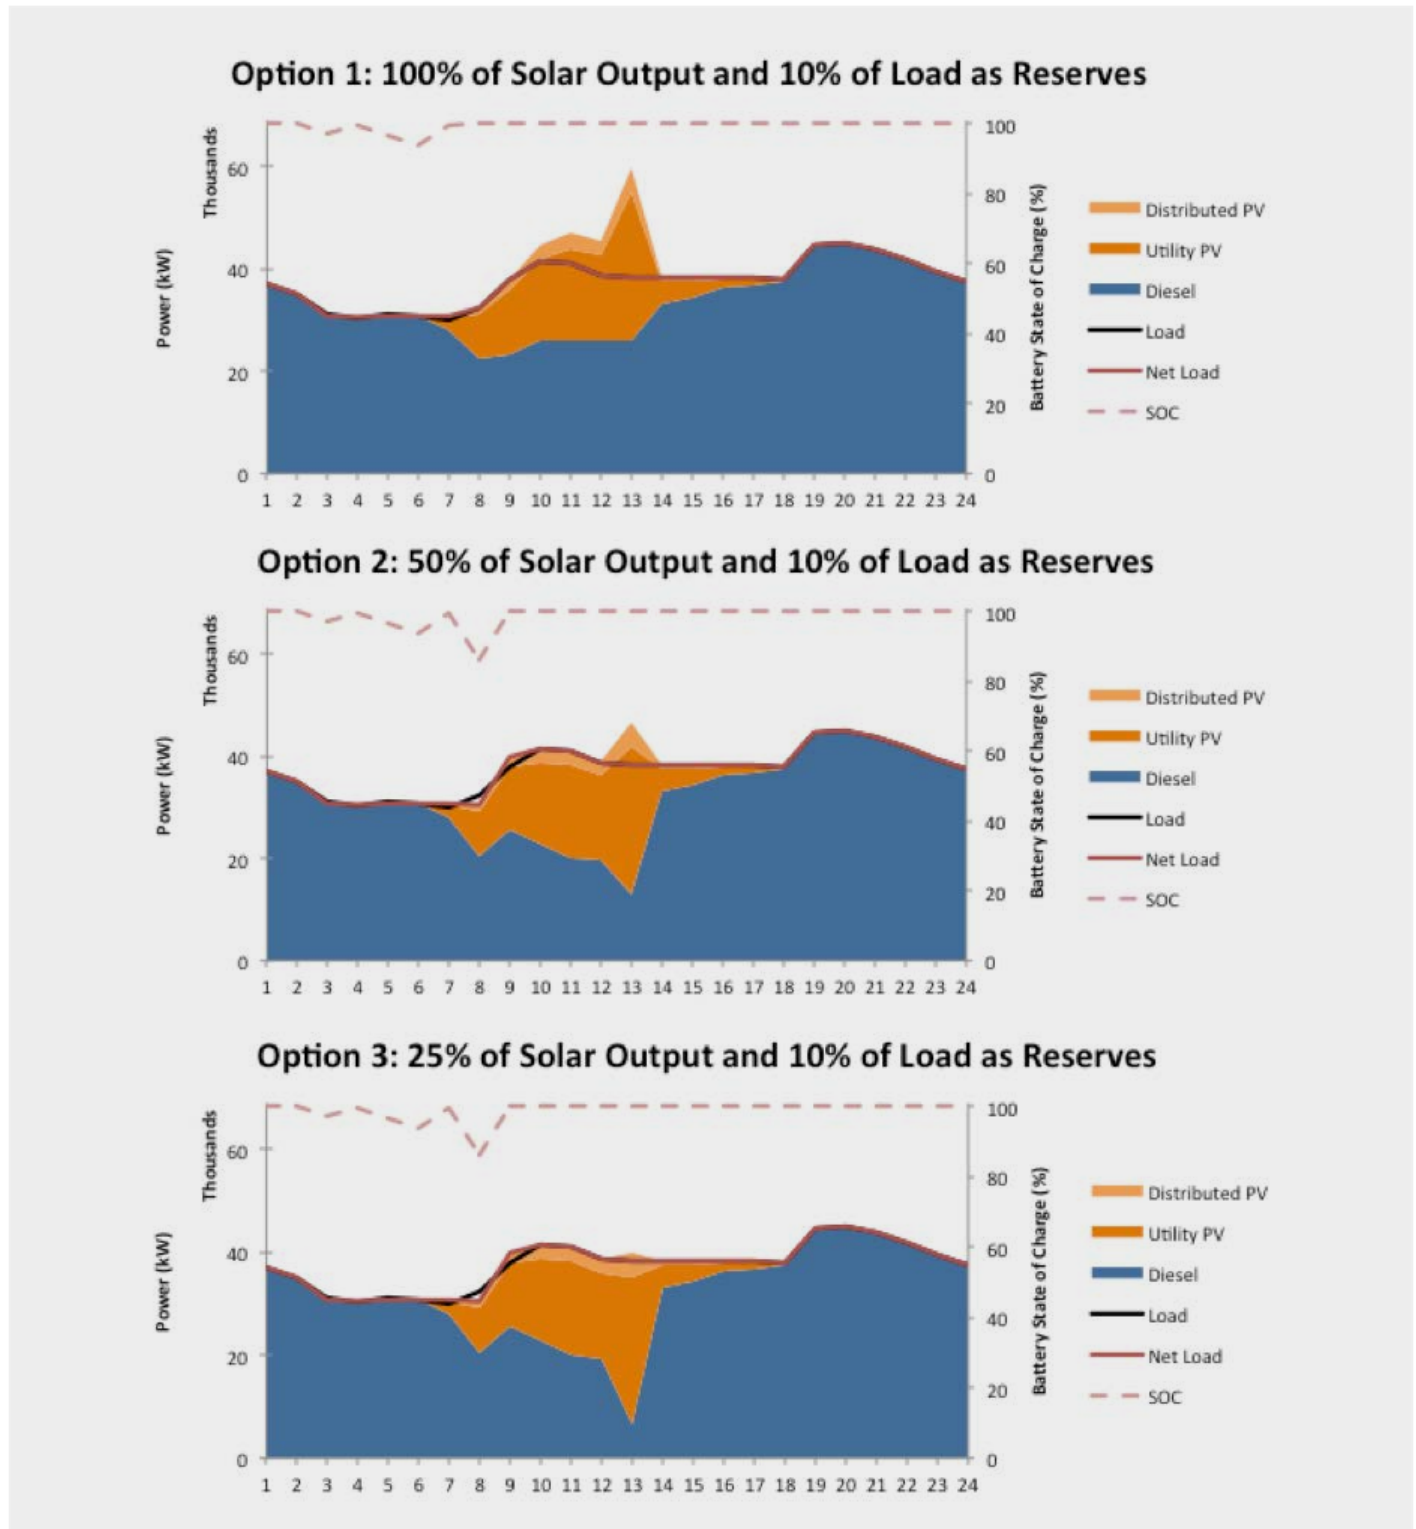 Option 1: 100% of Solar Output and 10% of Load as Reserves
Thousands
Power (kW)
60
40
20
0
100
80
60
40
20
0
Battery State of Charge (%)
1 2 3 4 5 6 7 8 9 10 11 12 13 14 15 16 17 18 19 20 21 22 23 24
Distributed PV
Utility PV
Diesel
Load
Net Load
SOC
Option 2: 50% of Solar Output and 10% of Load as Reserves
Thousands
Power (kW)
60
40
20
0
100
80
60
40
20
0
Battery State of Charge (%)
1 2 3 4 5 6 7 8 9 10 11 12 13 14 15 16 17 18 19 20 21 22 23 24
Distributed PV
Utility PV
Diesel
Load
Net Load
SOC
Option 3: 25% of Solar Output and 10% of Load as Reserves
Thousands
Power (kW)
60
40
20
0
100
80
60
40
20
0
Battery State of Charge (%)
1 2 3 4 5 6 7 8 9 10 11 12 13 14 15 16 17 18 19 20 21 22 23 24
Distributed PV
Utility PV
Diesel
Load
Net Load
SOC